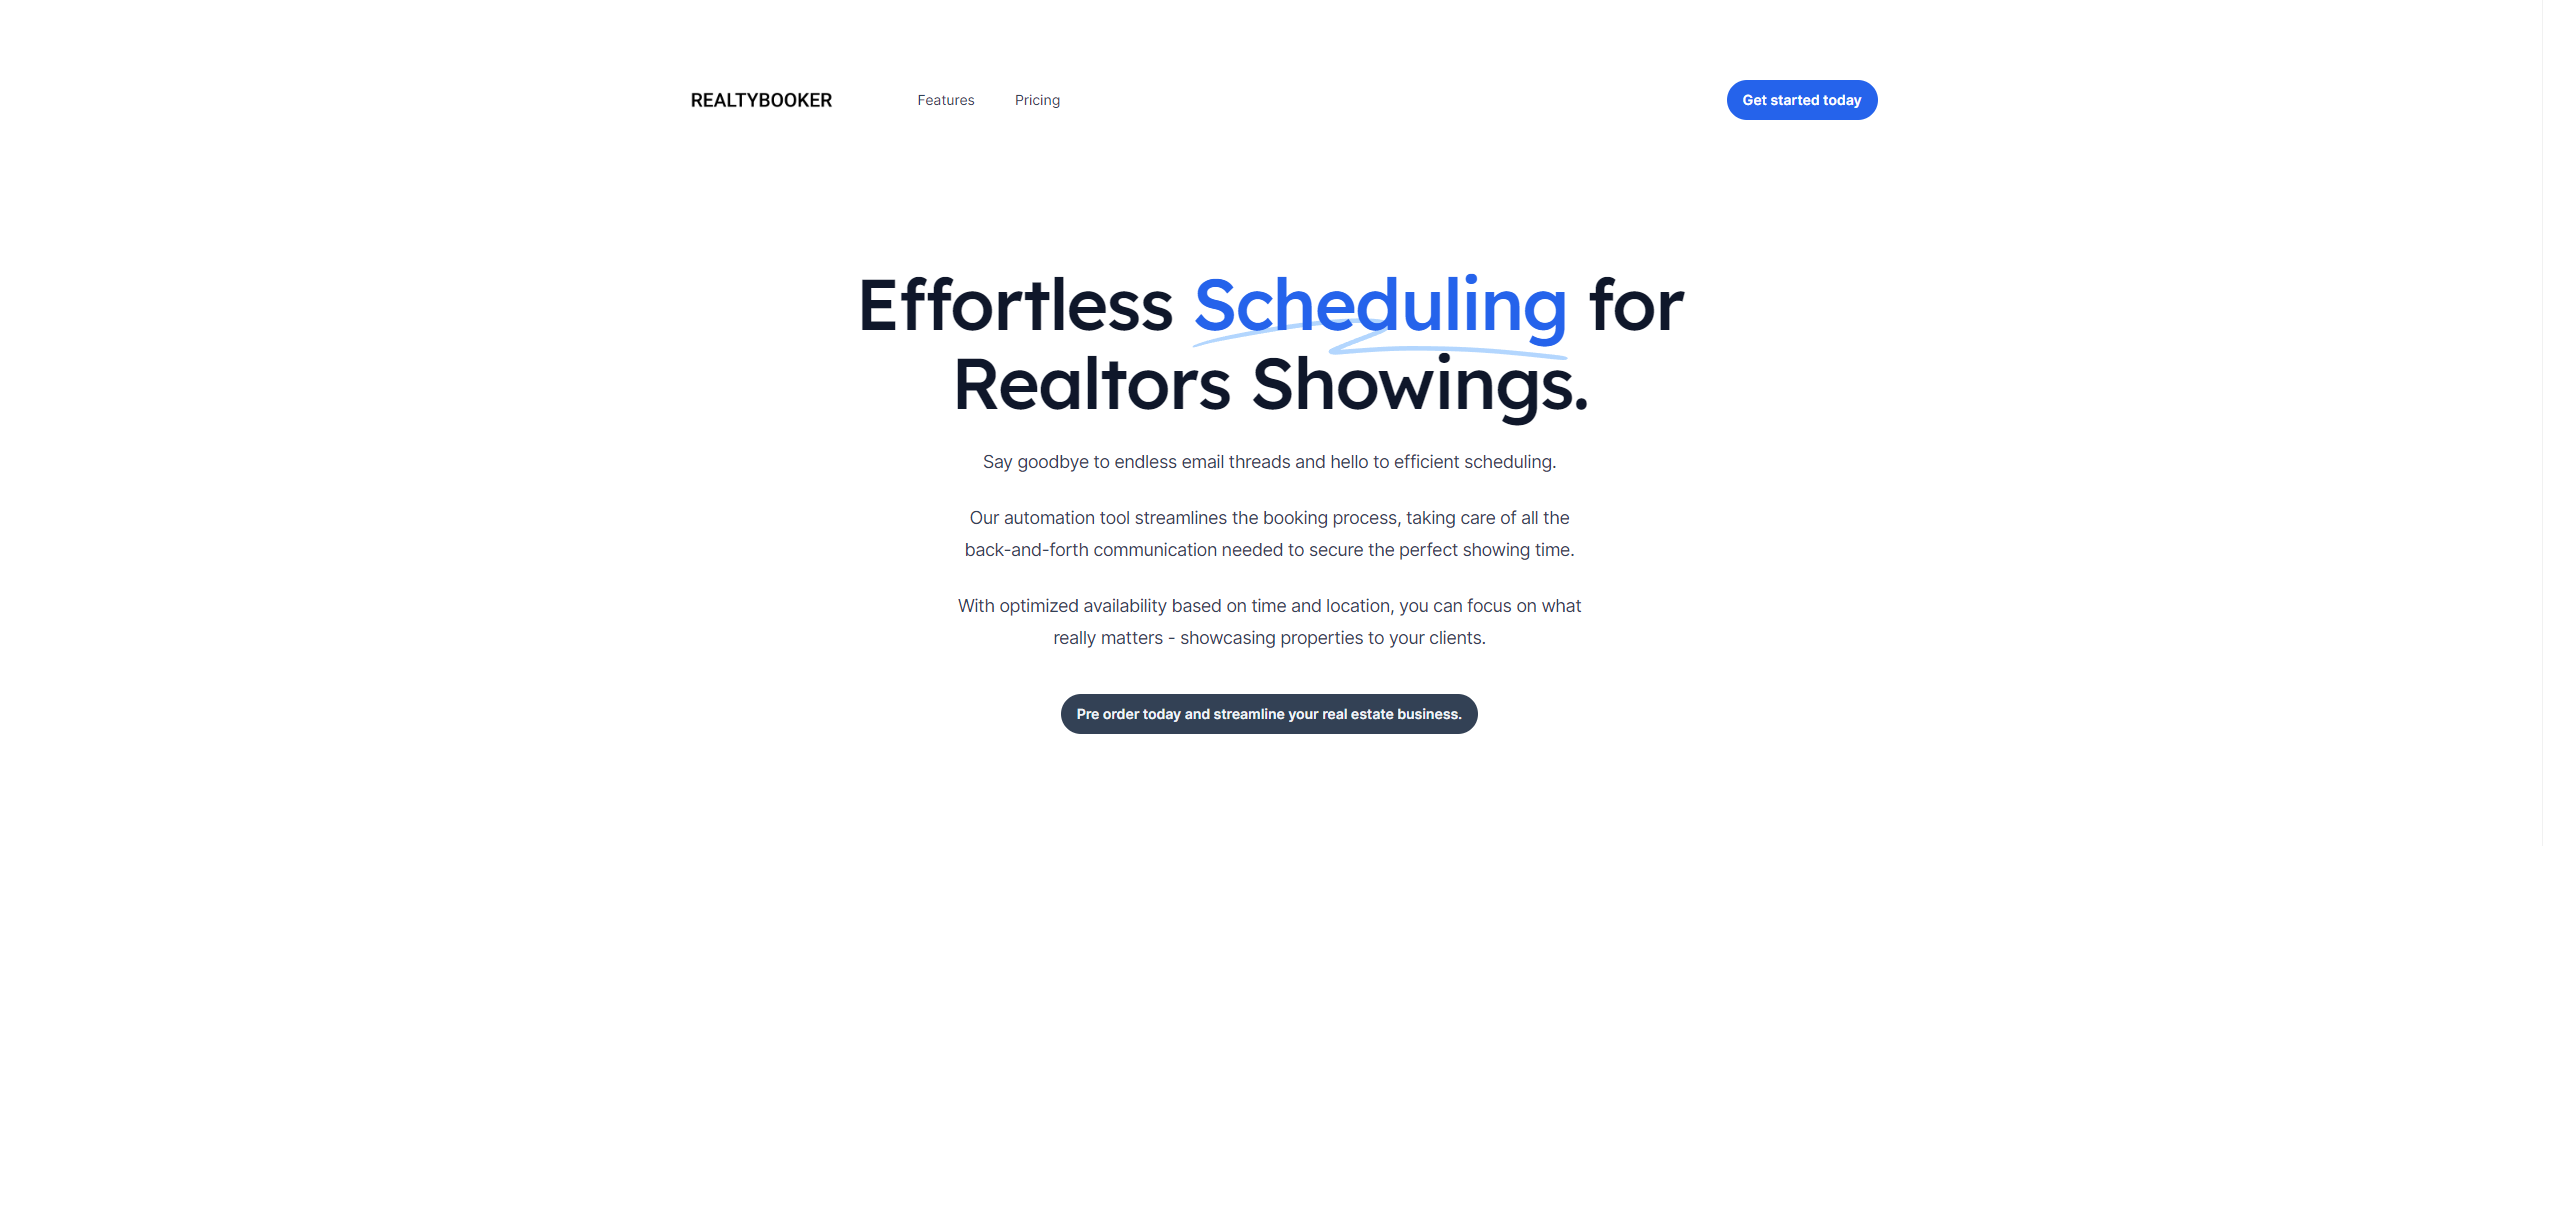 REALTYBOOKER Features Pricing Get started today
Effortless Scheduling for
Realtors Showings.
Say goodbye to endless email threads and hello to efficient scheduling.
Our automation tool streamlines the booking process, taking care of all the
back-and-forth communication needed to secure the perfect showing time.
With optimized availability based on time and location, you can focus on what
really matters - showcasing properties to your clients.
Pre order today and streamline your real estate business.